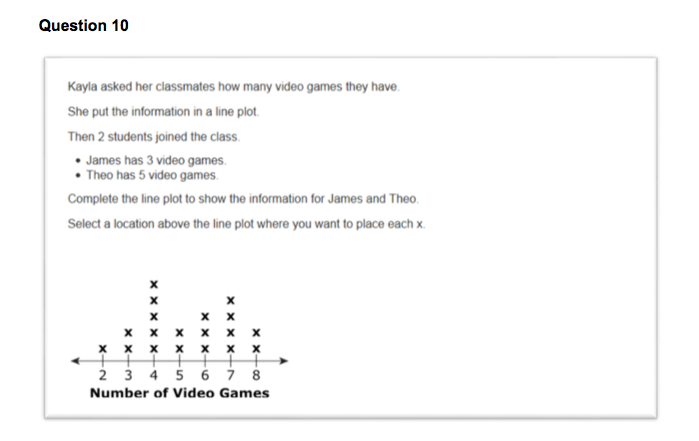 Question 10
Kayla asked her classmates how many video games they have.
She put the information in a line plot.
Then 2 students joined the class.
• James has 3 video games.
• Theo has 5 video games.
Complete the line plot to show the information for James and Theo.
Select a location above the line plot where you want to place each x.
x
x x
x x x
x x x x x x
x x x x x x x
2 3 4 5 6 7 8
Number of Video Games